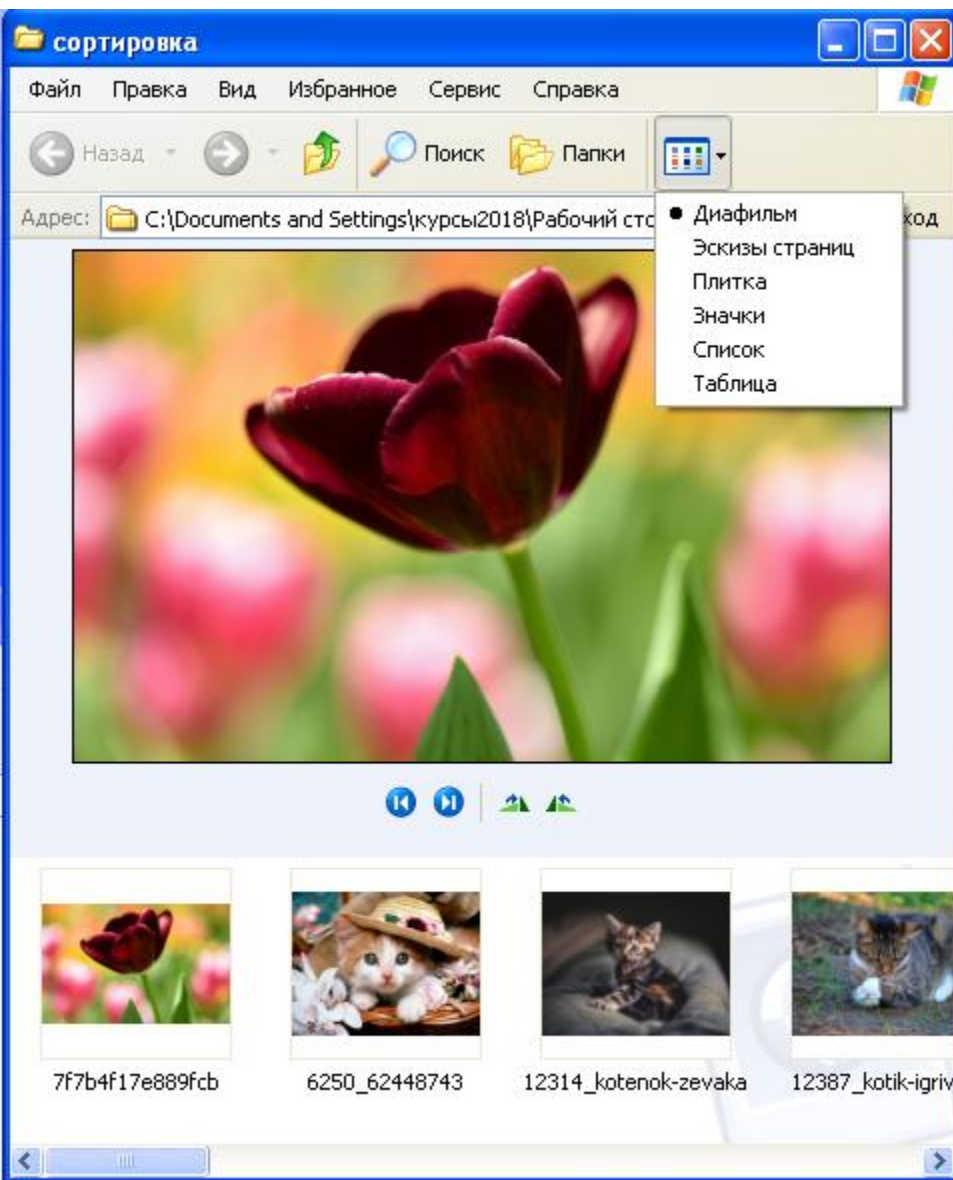 сортировка
Файл Правка Вид Избранное Сервис Справка
Назад Поиск Папки
Адрес: C:\Documents and Settings\курсы2018\Рабочий сто ход
Диафильм
Эскизы страниц
Плитка
Значки
Список
Таблица
7f7b4f17e889fcb 6250_62448743 12314_kotenok-zevaka 12387_kotik-igriv